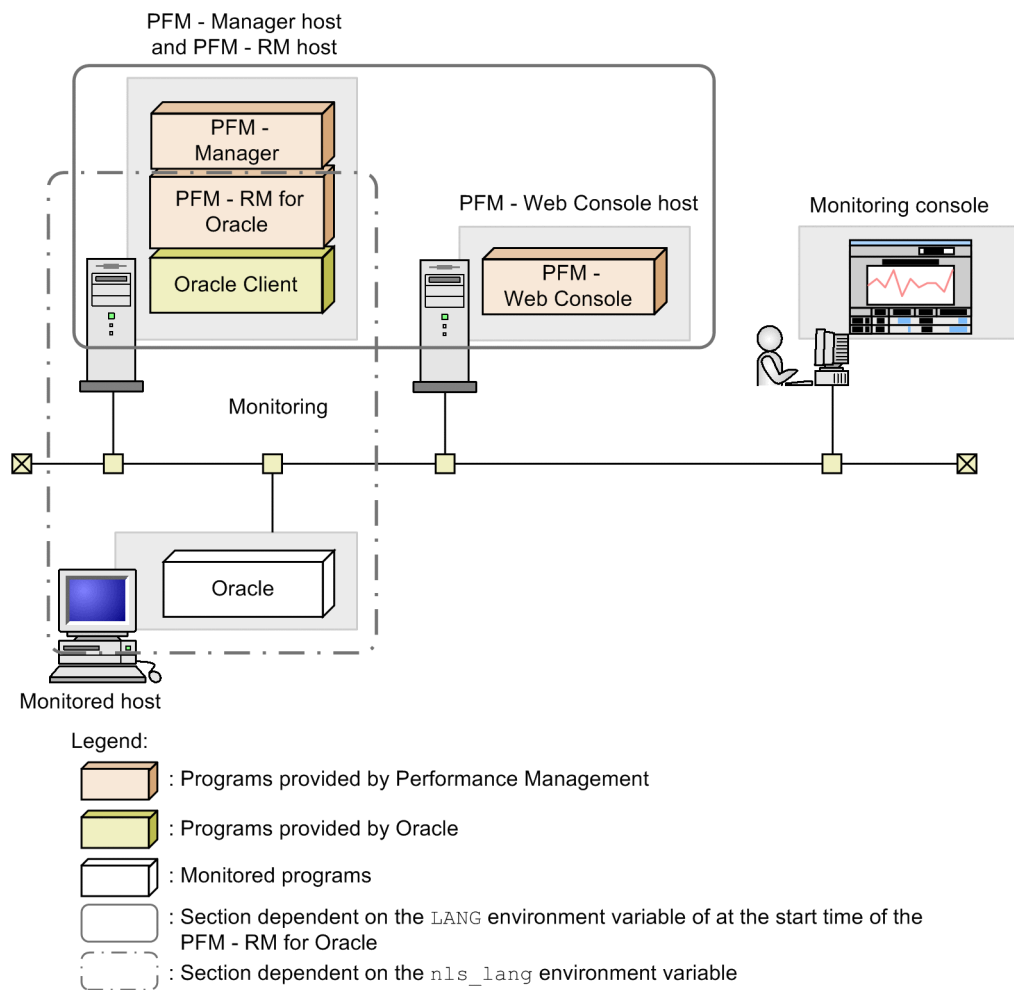 PFM - Manager host
and PFM - RM host
PFM -
Manager
PFM - RM for
Oracle
Oracle Client
PFM - Web Console host
PFM -
Web Console
Monitoring console
Monitoring
Oracle
Monitored host
Legend:
: Programs provided by Performance Management
: Programs provided by Oracle
: Monitored programs
: Section dependent on the LANG environment variable of at the start time of the
PFM - RM for Oracle
: Section dependent on the nls_lang environment variable